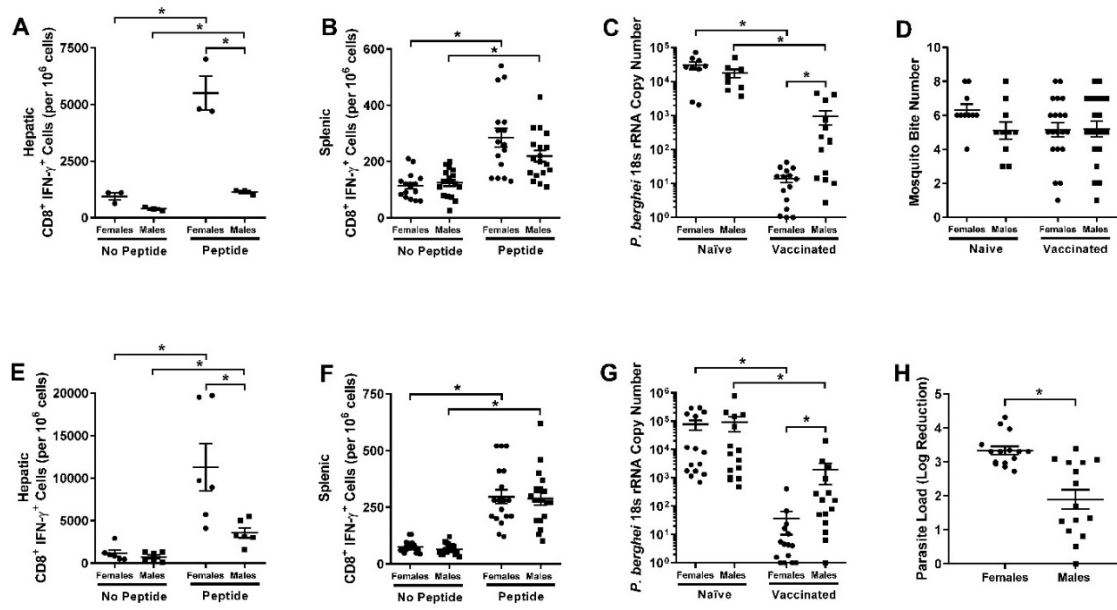 A
Hepatic
CD8+ IFN-γ+ Cells (per 10^6 cells)
7500
5000
2500
0
*
*
*
Females Males Females Males
No Peptide Peptide
B
Splenic
CD8+ IFN-γ+ Cells (per 10^6 cells)
600
400
200
0
*
*
Females Males Females Males
No Peptide Peptide
C
P. berghei 18s rRNA Copy Number
10^5
10^4
10^3
10^2
10^1
10^0
*
*
*
Females Males Females Males
Naïve Vaccinated
D
Mosquito Bite Number
10
8
6
4
2
0
Females Males Females Males
Naive Vaccinated
E
Hepatic
CD8+ IFN-γ+ Cells (per 10^6 cells)
20000
15000
10000
5000
0
*
*
*
Females Males Females Males
No Peptide Peptide
F
Splenic
CD8+ IFN-γ+ Cells (per 10^6 cells)
750
500
250
0
*
*
Females Males Females Males
No Peptide Peptide
G
P. berghei 18s rRNA Copy Number
10^6
10^5
10^4
10^3
10^2
10^1
10^0
*
*
*
Females Males Females Males
Naïve Vaccinated
H
Parasite Load (Log Reduction)
5
4
3
2
1
0
*
Females Males